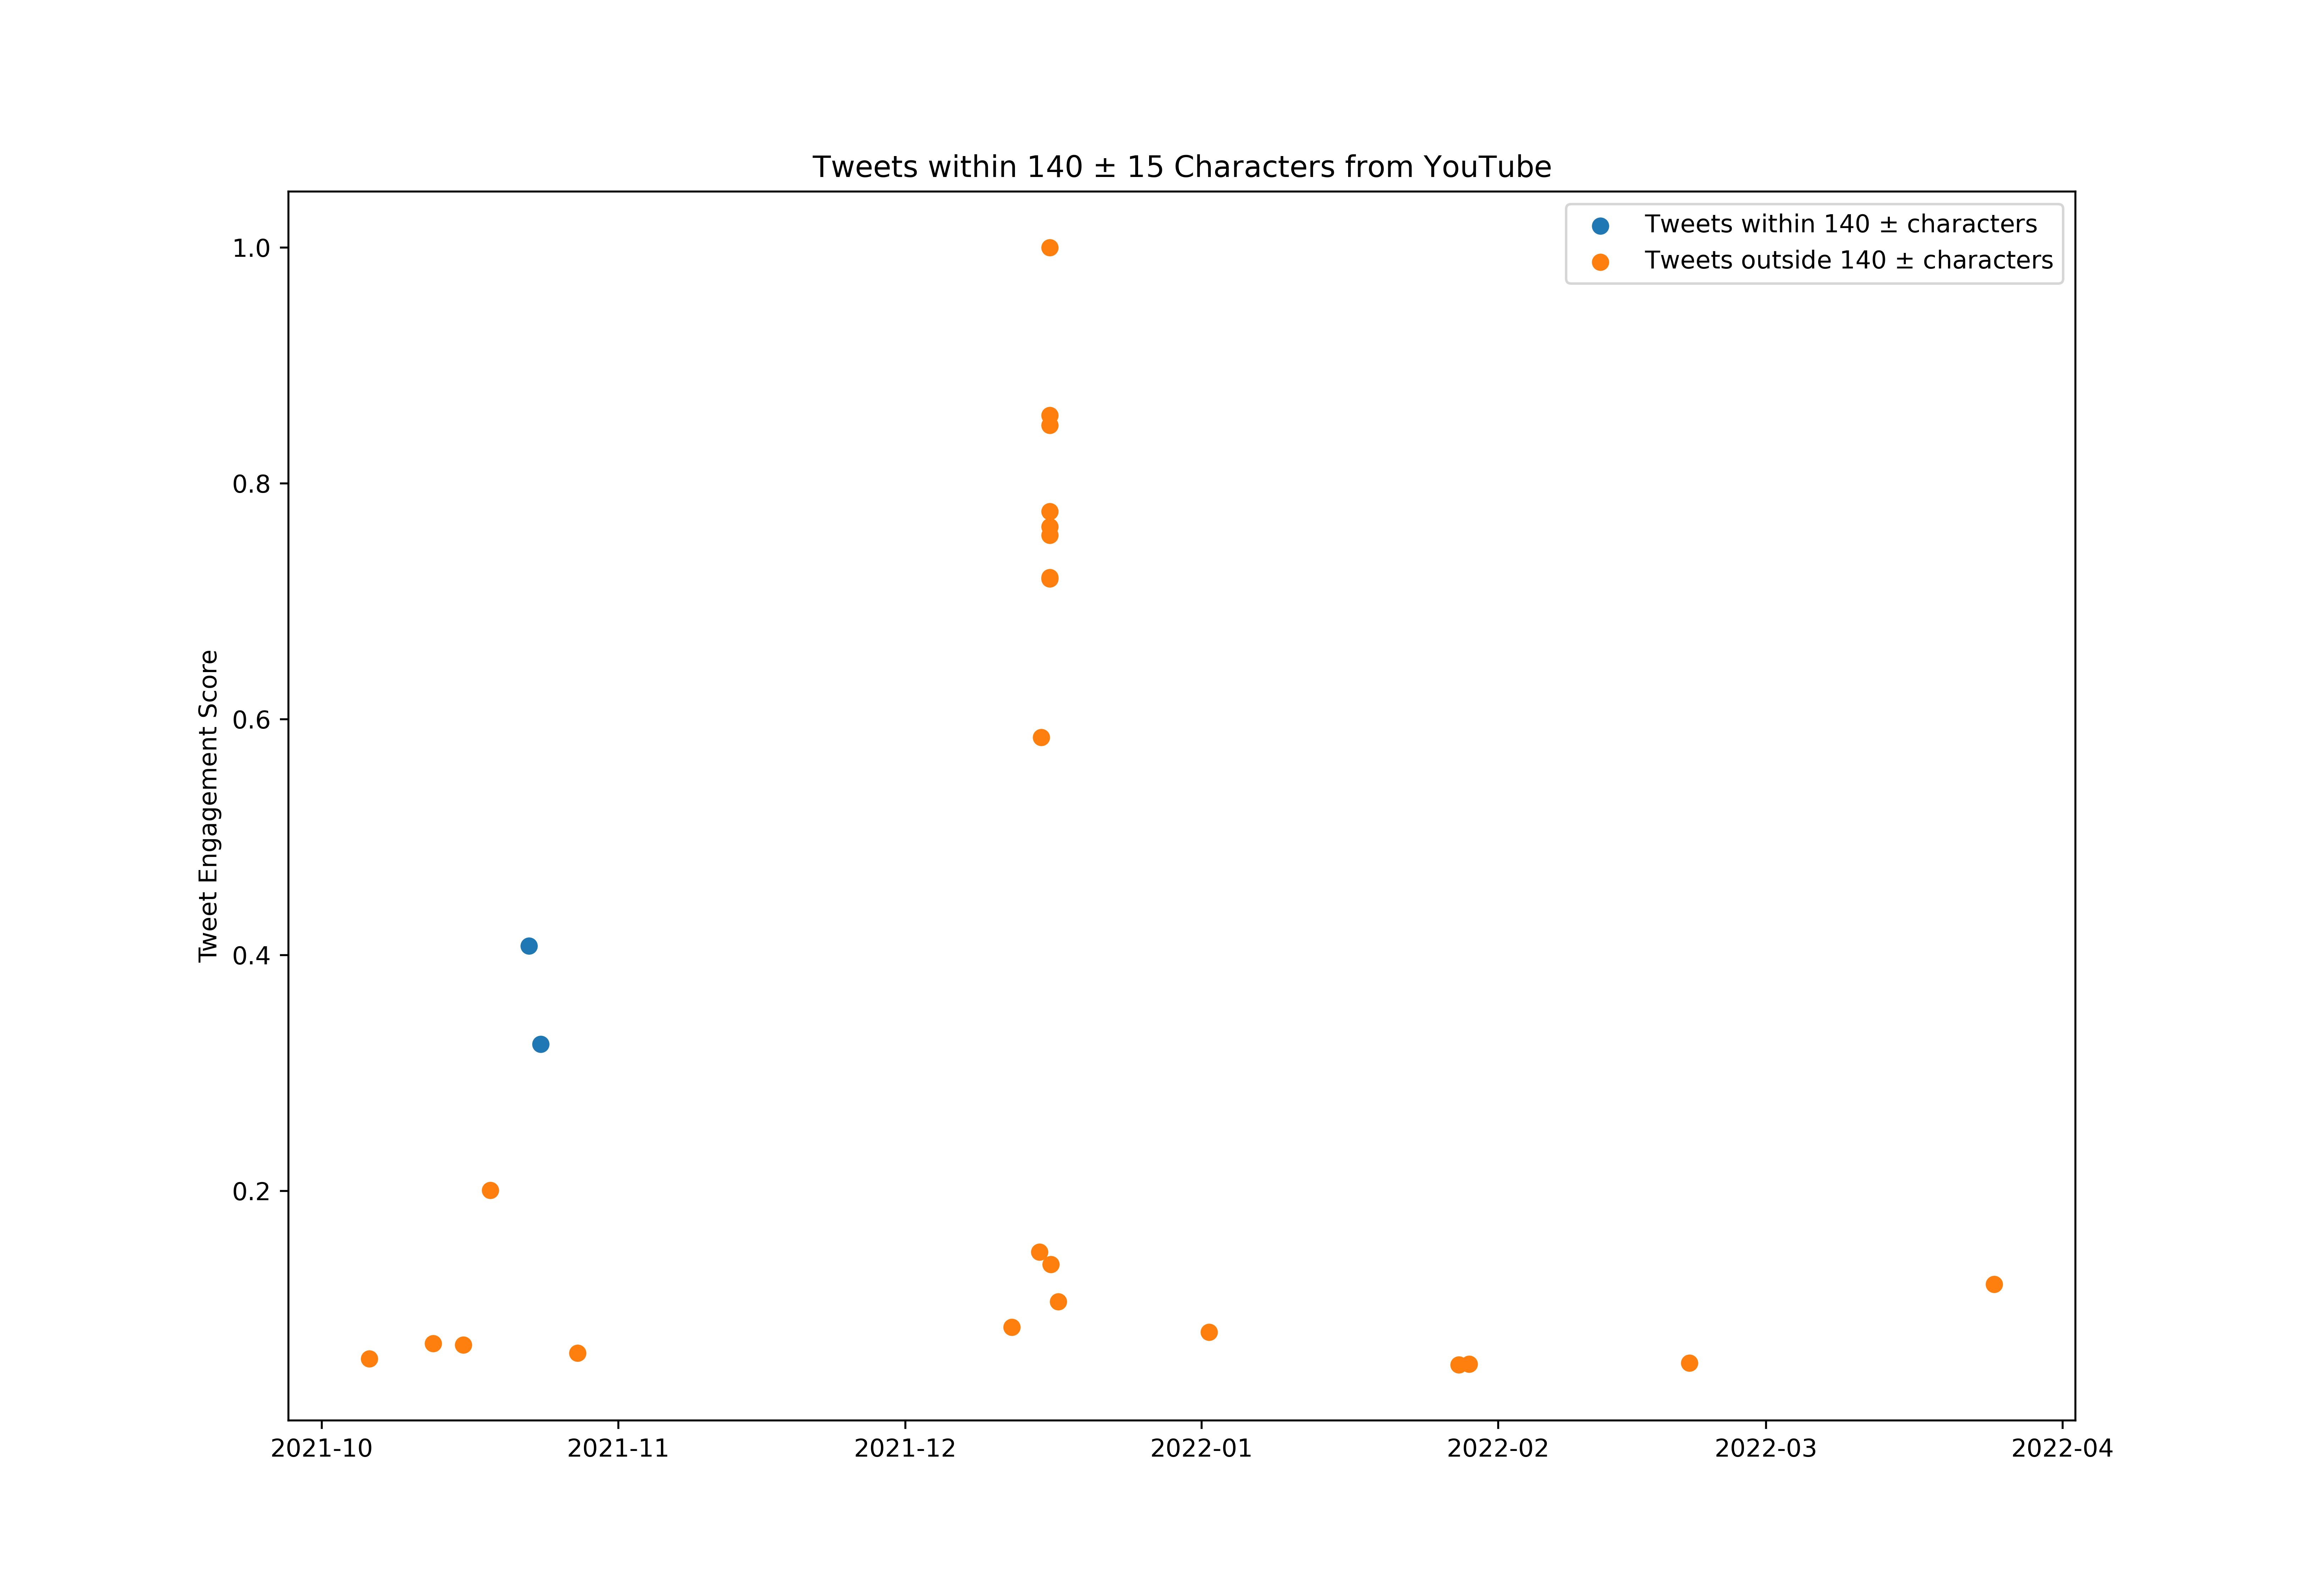 Tweets within 140 ± 15 Characters from YouTube
Tweets within 140 ± characters
Tweets outside 140 ± characters
Tweet Engagement Score
1.0
0.8
0.6
0.4
0.2
2021-10 2021-11 2021-12 2022-01 2022-02 2022-03 2022-04